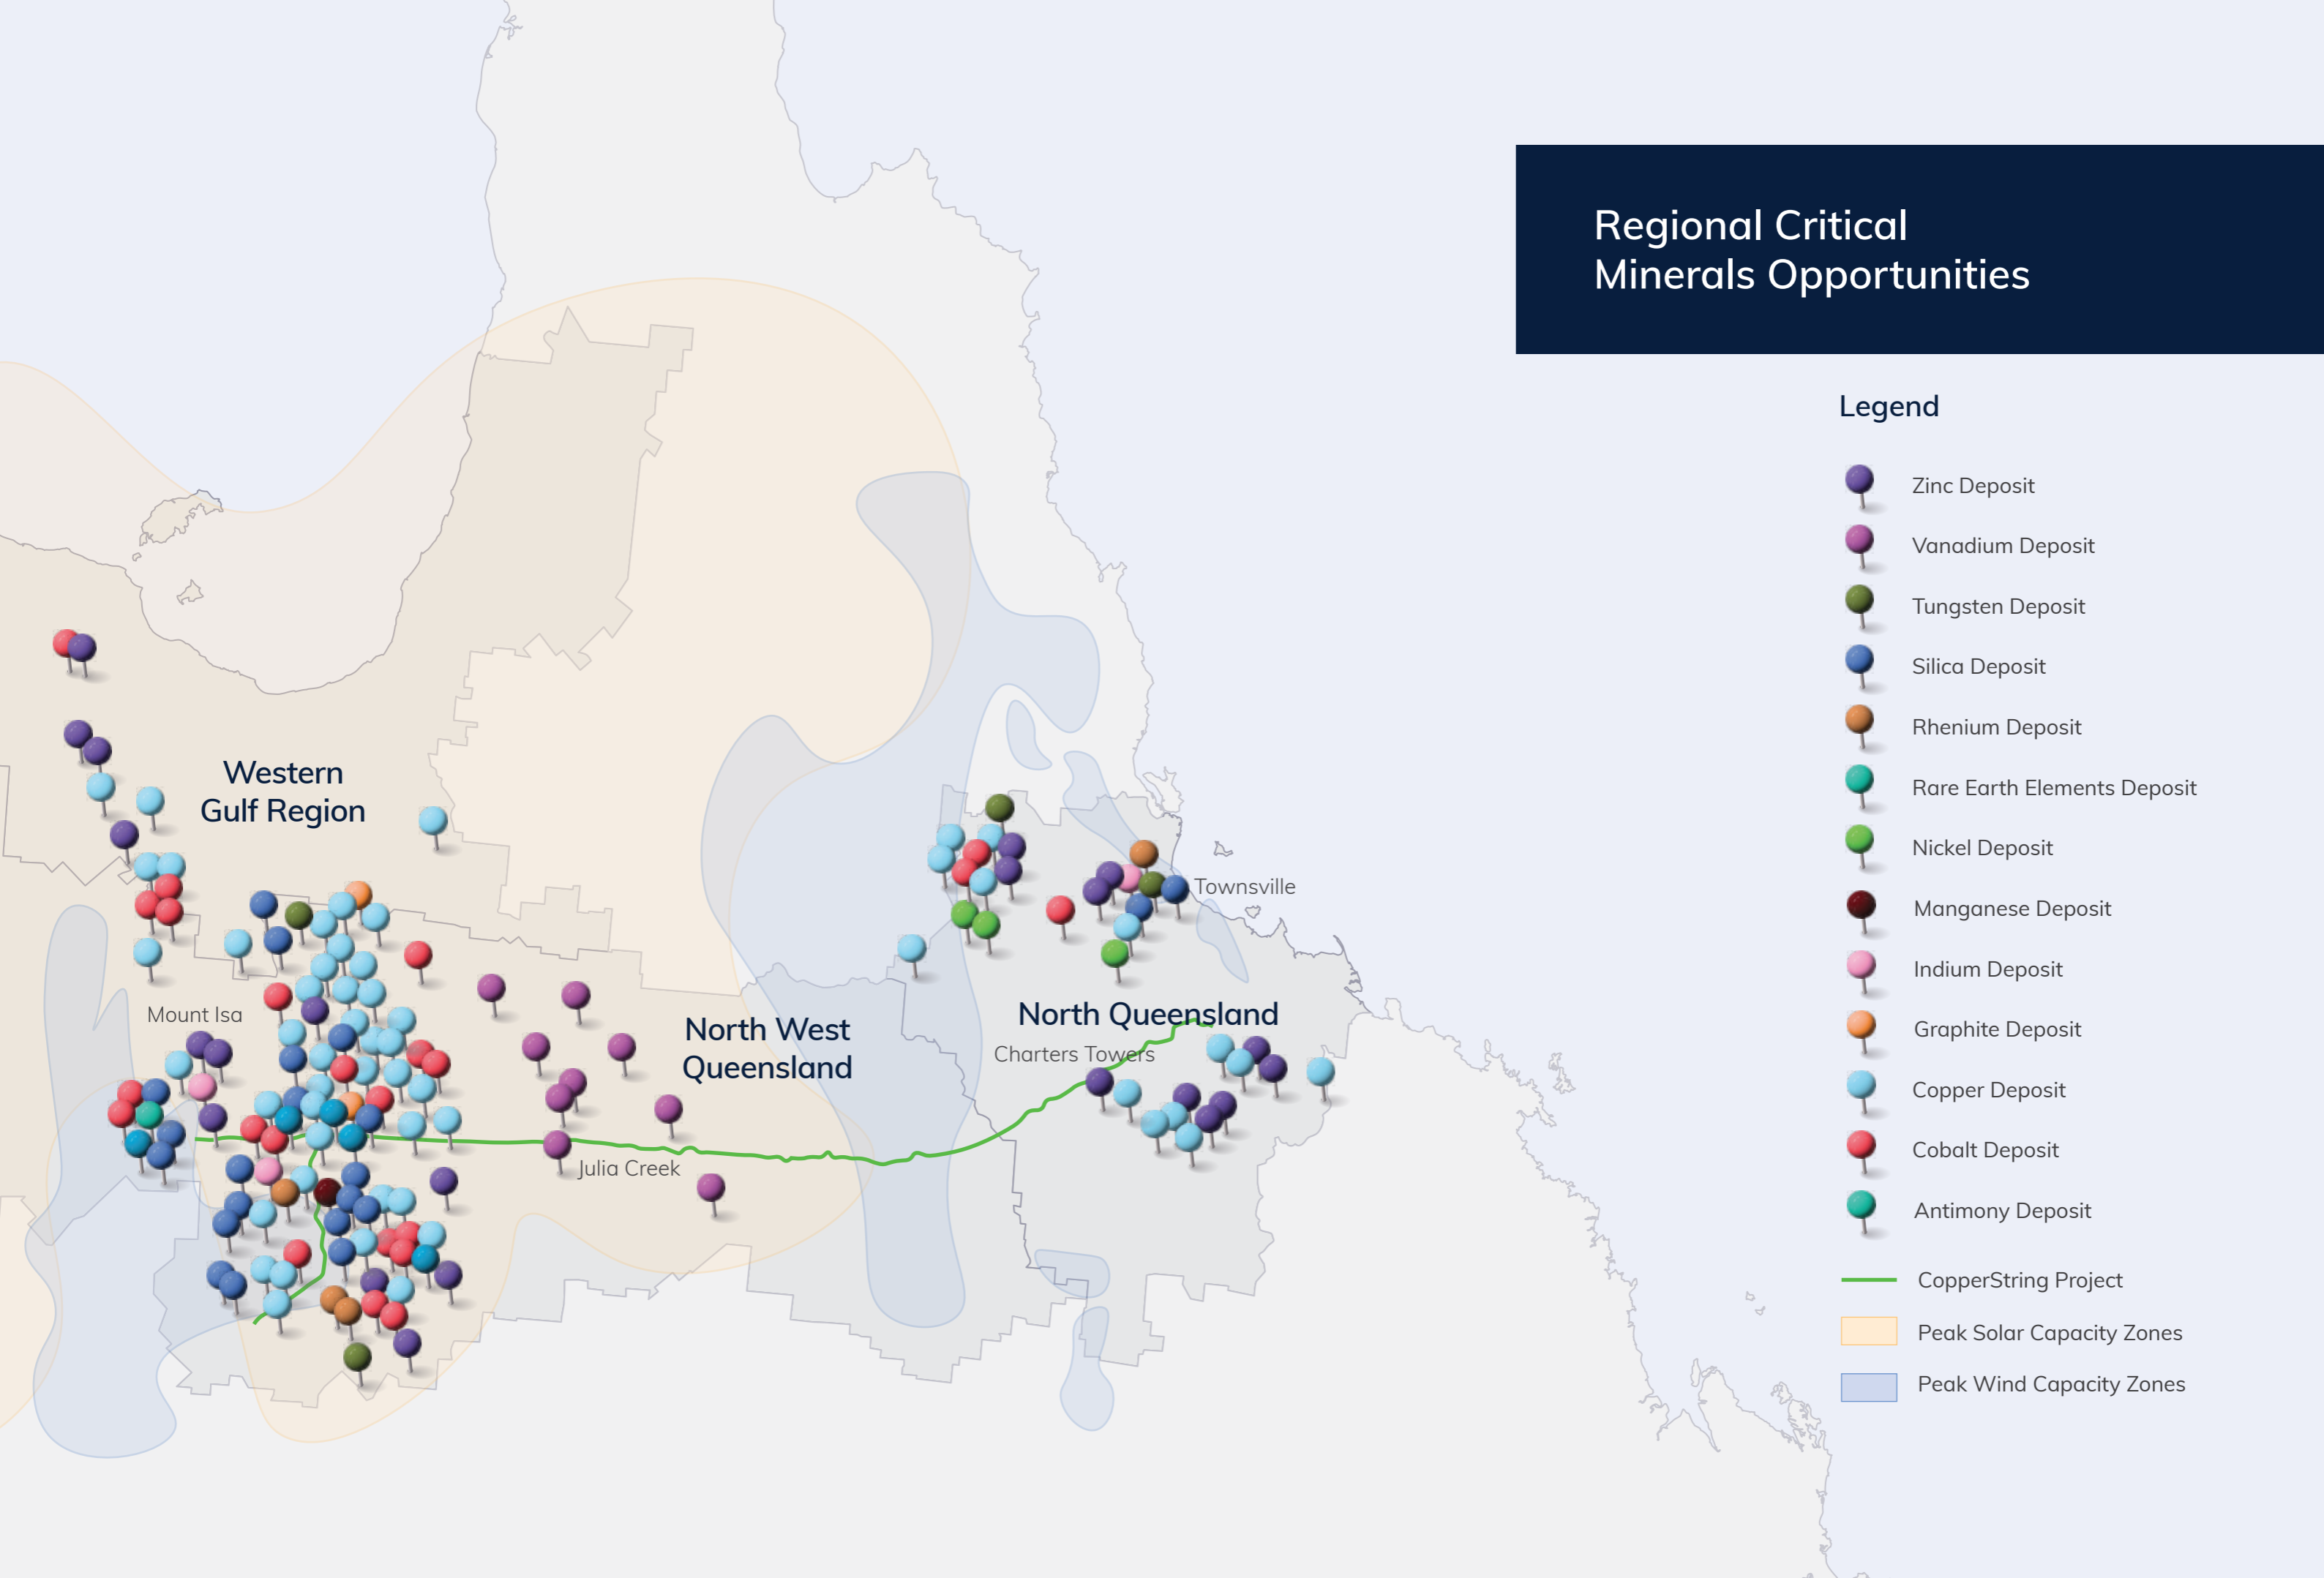 Regional Critical
Minerals Opportunities
Legend
Zinc Deposit
Vanadium Deposit
Tungsten Deposit
Silica Deposit
Rhenium Deposit
Rare Earth Elements Deposit
Nickel Deposit
Manganese Deposit
Indium Deposit
Graphite Deposit
Copper Deposit
Cobalt Deposit
Antimony Deposit
CopperString Project
Peak Solar Capacity Zones
Peak Wind Capacity Zones
Western
Gulf Region
Townsville
Mount Isa
North West
Queensland
North Queensland
Charters Towers
Julia Creek